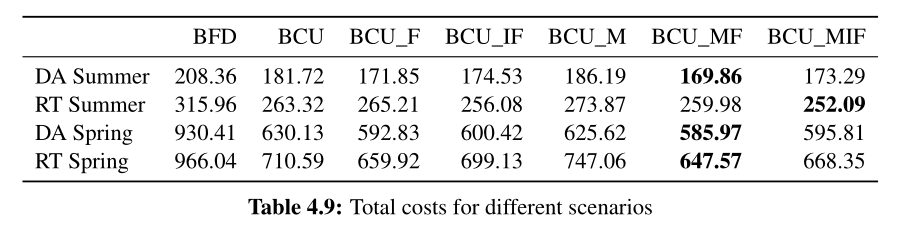 BFD BCU BCU_F BCU_IF BCU_M BCU_MF BCU_MIF
DA Summer 208.36 181.72 171.85 174.53 186.19 169.86 173.29
RT Summer 315.96 263.32 265.21 256.08 273.87 259.98 252.09
DA Spring 930.41 630.13 592.83 600.42 625.62 585.97 595.81
RT Spring 966.04 710.59 659.92 699.13 747.06 647.57 668.35
Table 4.9: Total costs for different scenarios